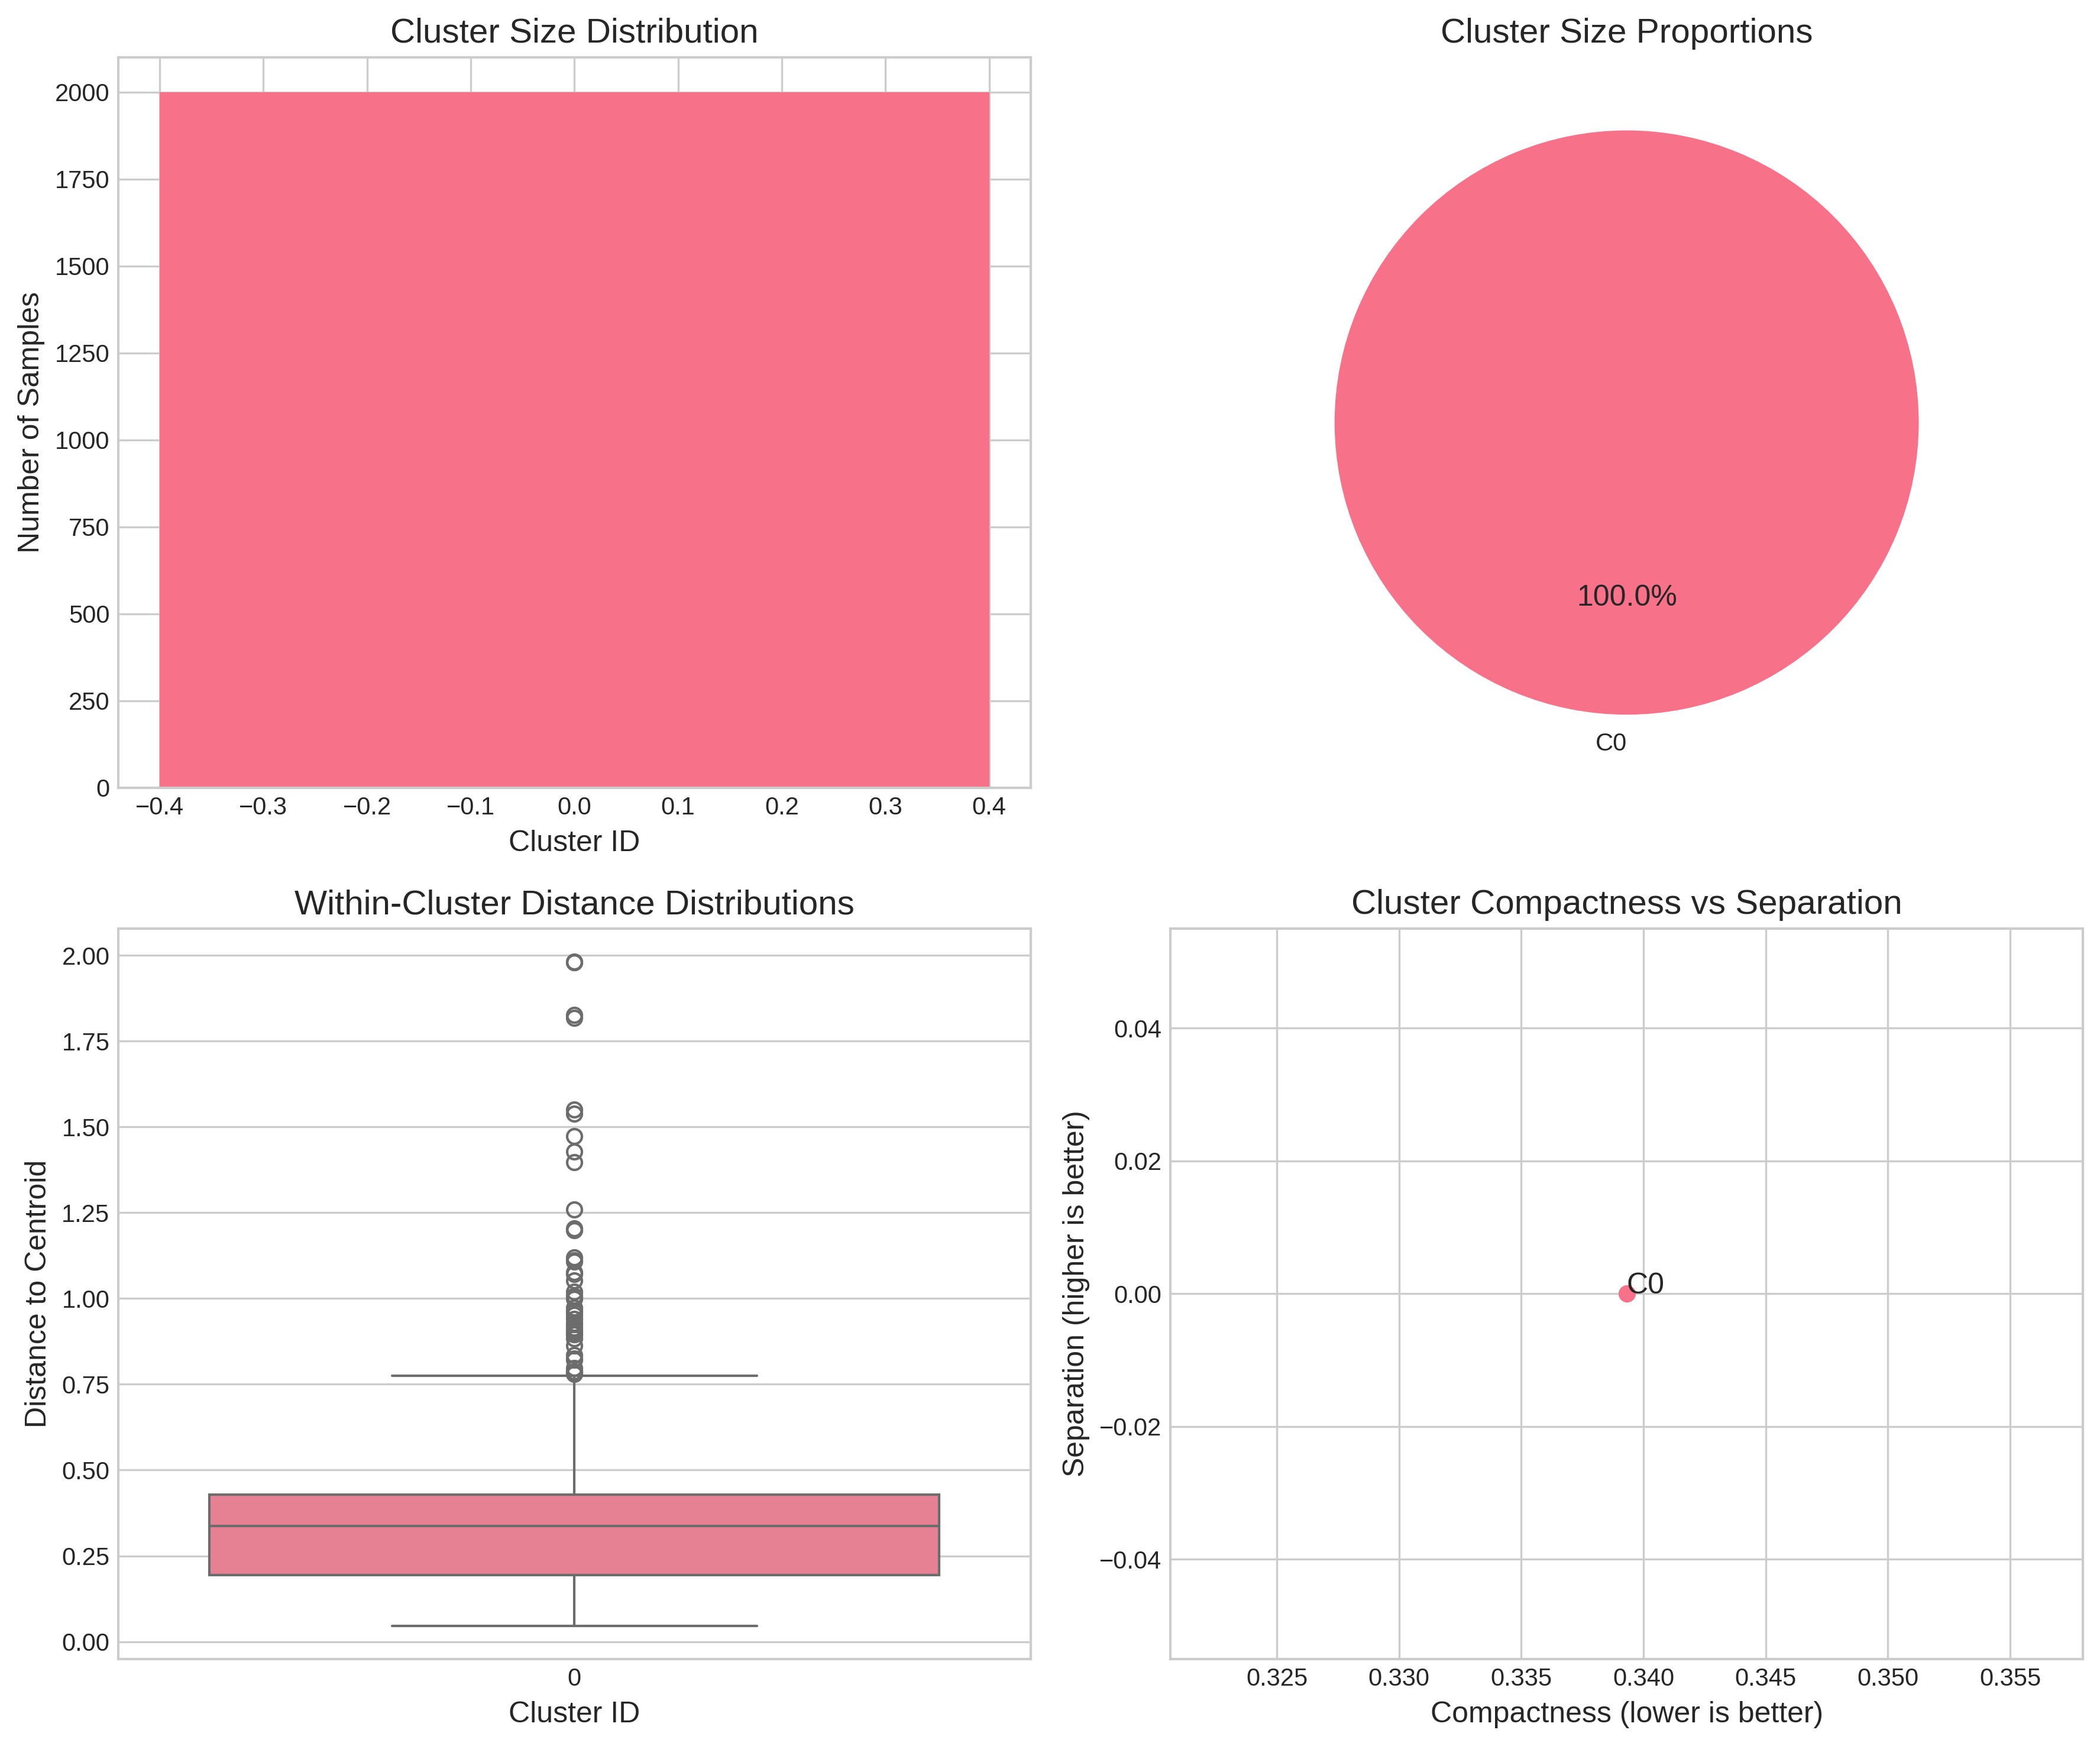 Cluster Size Distribution
Number of Samples
2000
1750
1500
1250
1000
750
500
250
0
−0.4 −0.3 −0.2 −0.1 0.0 0.1 0.2 0.3 0.4
Cluster ID
Cluster Size Proportions
100.0%
C0
Within-Cluster Distance Distributions
Distance to Centroid
2.00
1.75
1.50
1.25
1.00
0.75
0.50
0.25
0.00
0
Cluster ID
Cluster Compactness vs Separation
Separation (higher is better)
0.04
0.02
0.00
−0.02
−0.04
C0
0.325 0.330 0.335 0.340 0.345 0.350 0.355
Compactness (lower is better)